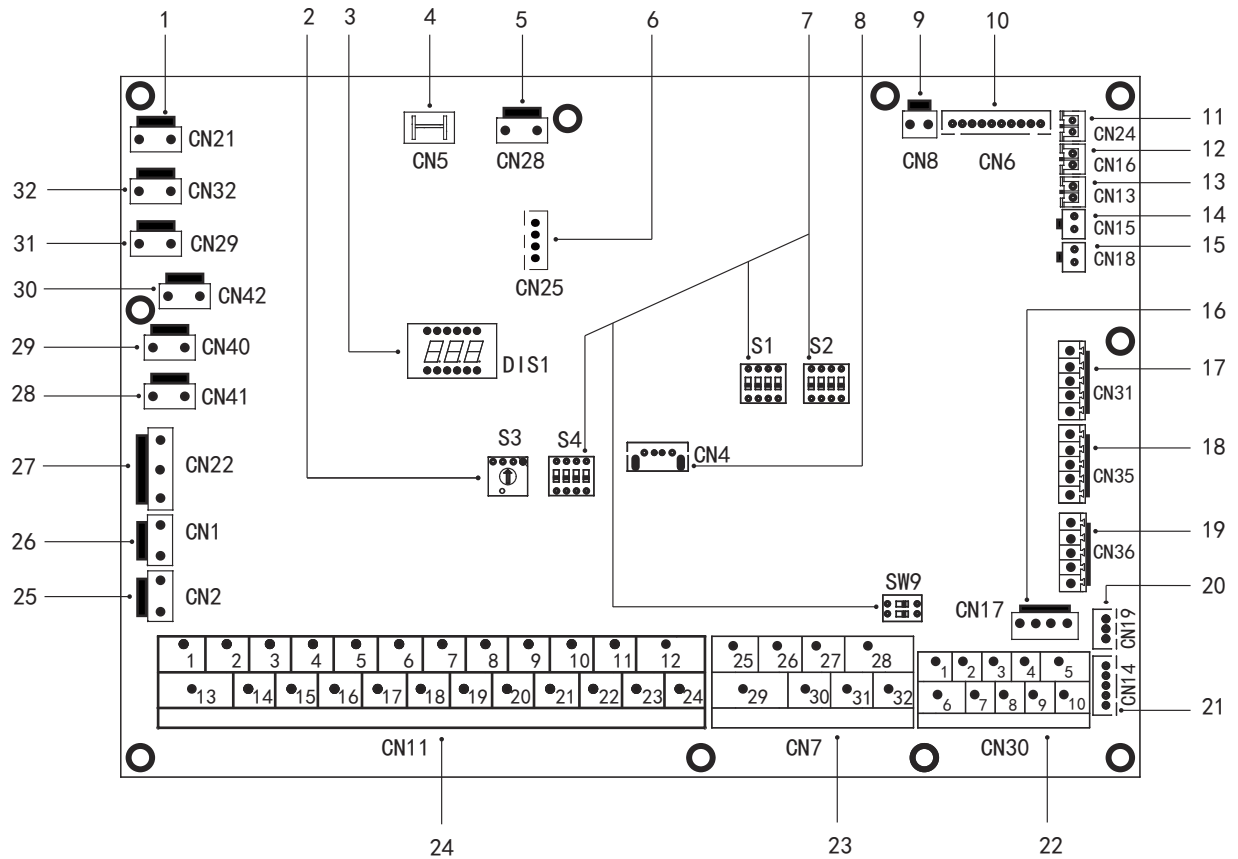 1 2 3 4 5 6 7 8 9 10
CN21
CN5
CN28
CN8
CN6
CN24
11
CN16
12
32
CN32
CN13
13
31
CN29
CN15
14
CN25
CN18
15
30
CN42
16
29
CN40
DIS1
S1
S2
28
CN41
CN31
17
27
CN22
S3
S4
CN4
CN35
18
26
CN1
CN36
19
25
CN2
SW9
CN17
CN19
20
1 2 3 4 5 6 7 8 9 10 11 12
25 26 27 28
1 2 3 4 5
CN14
13 14 15 16 17 18 19 20 21 22 23 24
29 30 31 32
6 7 8 9 10
21
CN11
CN7
CN30
24
23
22